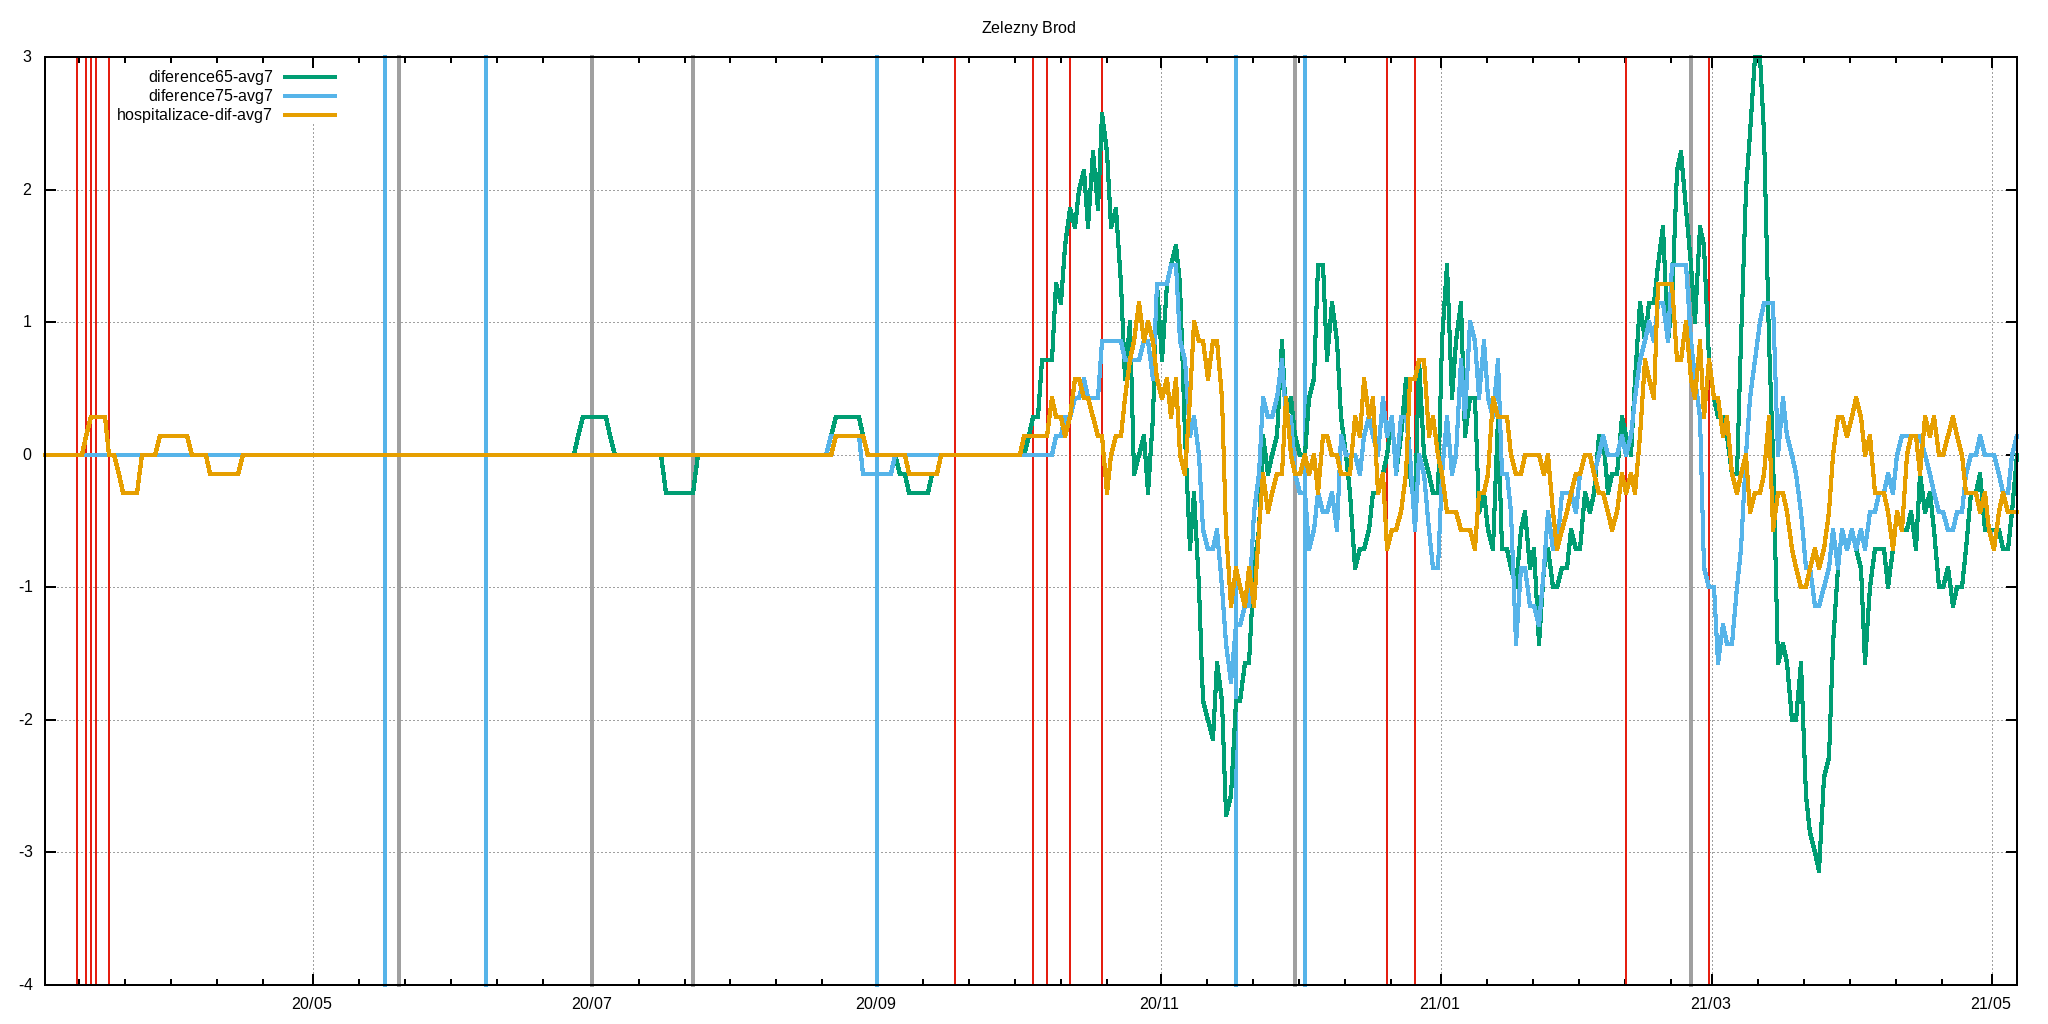 Zelezny Brod
diference65-avg7
diference75-avg7
hospitalizace-dif-avg7
3
2
1
0
-1
-2
-3
-4
20/05 20/07 20/09 20/11 21/01 21/03 21/05